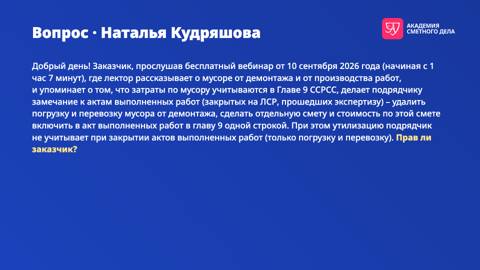 Вопрос · Наталья Кудряшова
АКАДЕМИЯ
СМЕТНОГО ДЕЛА
Добрый день! Заказчик, прослушав бесплатный вебинар от 10 сентября 2026 года (начиная с 1
час 7 минут), где лектор рассказывает о мусоре от демонтажа и от производства работ,
и упоминает о том, что затраты по мусору учитываются в Главе 9 ССРСС, делает подрядчику
замечание к актам выполненных работ (закрытых на ЛСР, прошедших экспертизу) – удалить
погрузку и перевозку мусора от демонтажа, сделать отдельную смету и стоимость по этой смете
включить в акт выполненных работ в главу 9 одной строкой. При этом утилизацию подрядчик
не учитывает при закрытии актов выполненных работ (только погрузку и перевозку). Прав ли
заказчик?